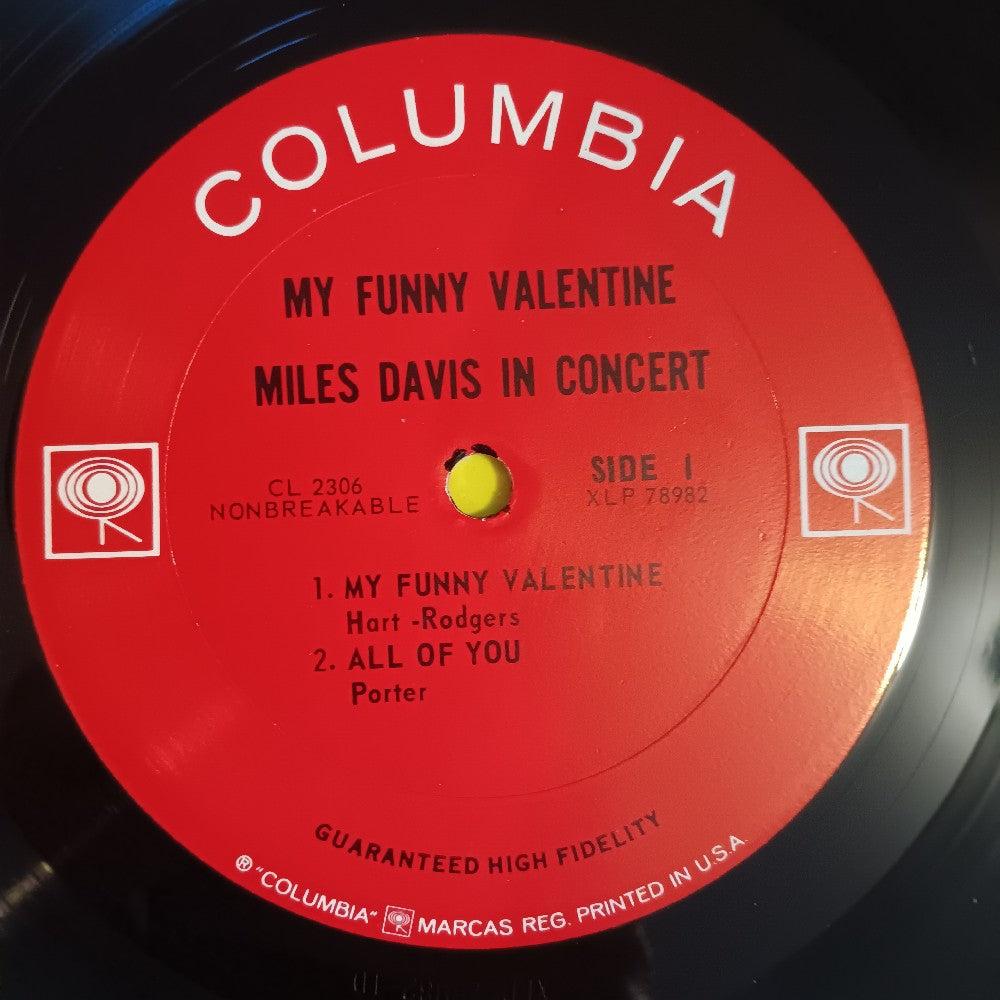 COLUMBIA
MY FUNNY VALENTINE
MILES DAVIS IN CONCERT
CL 2306
NONBREAKABLE
SIDE 1
XLP 78982
1. MY FUNNY VALENTINE
Hart -Rodgers
2. ALL OF YOU
Porter
GUARANTEED HIGH FIDELITY
® "COLUMBIA" MARCAS REG. PRINTED IN U.S.A.